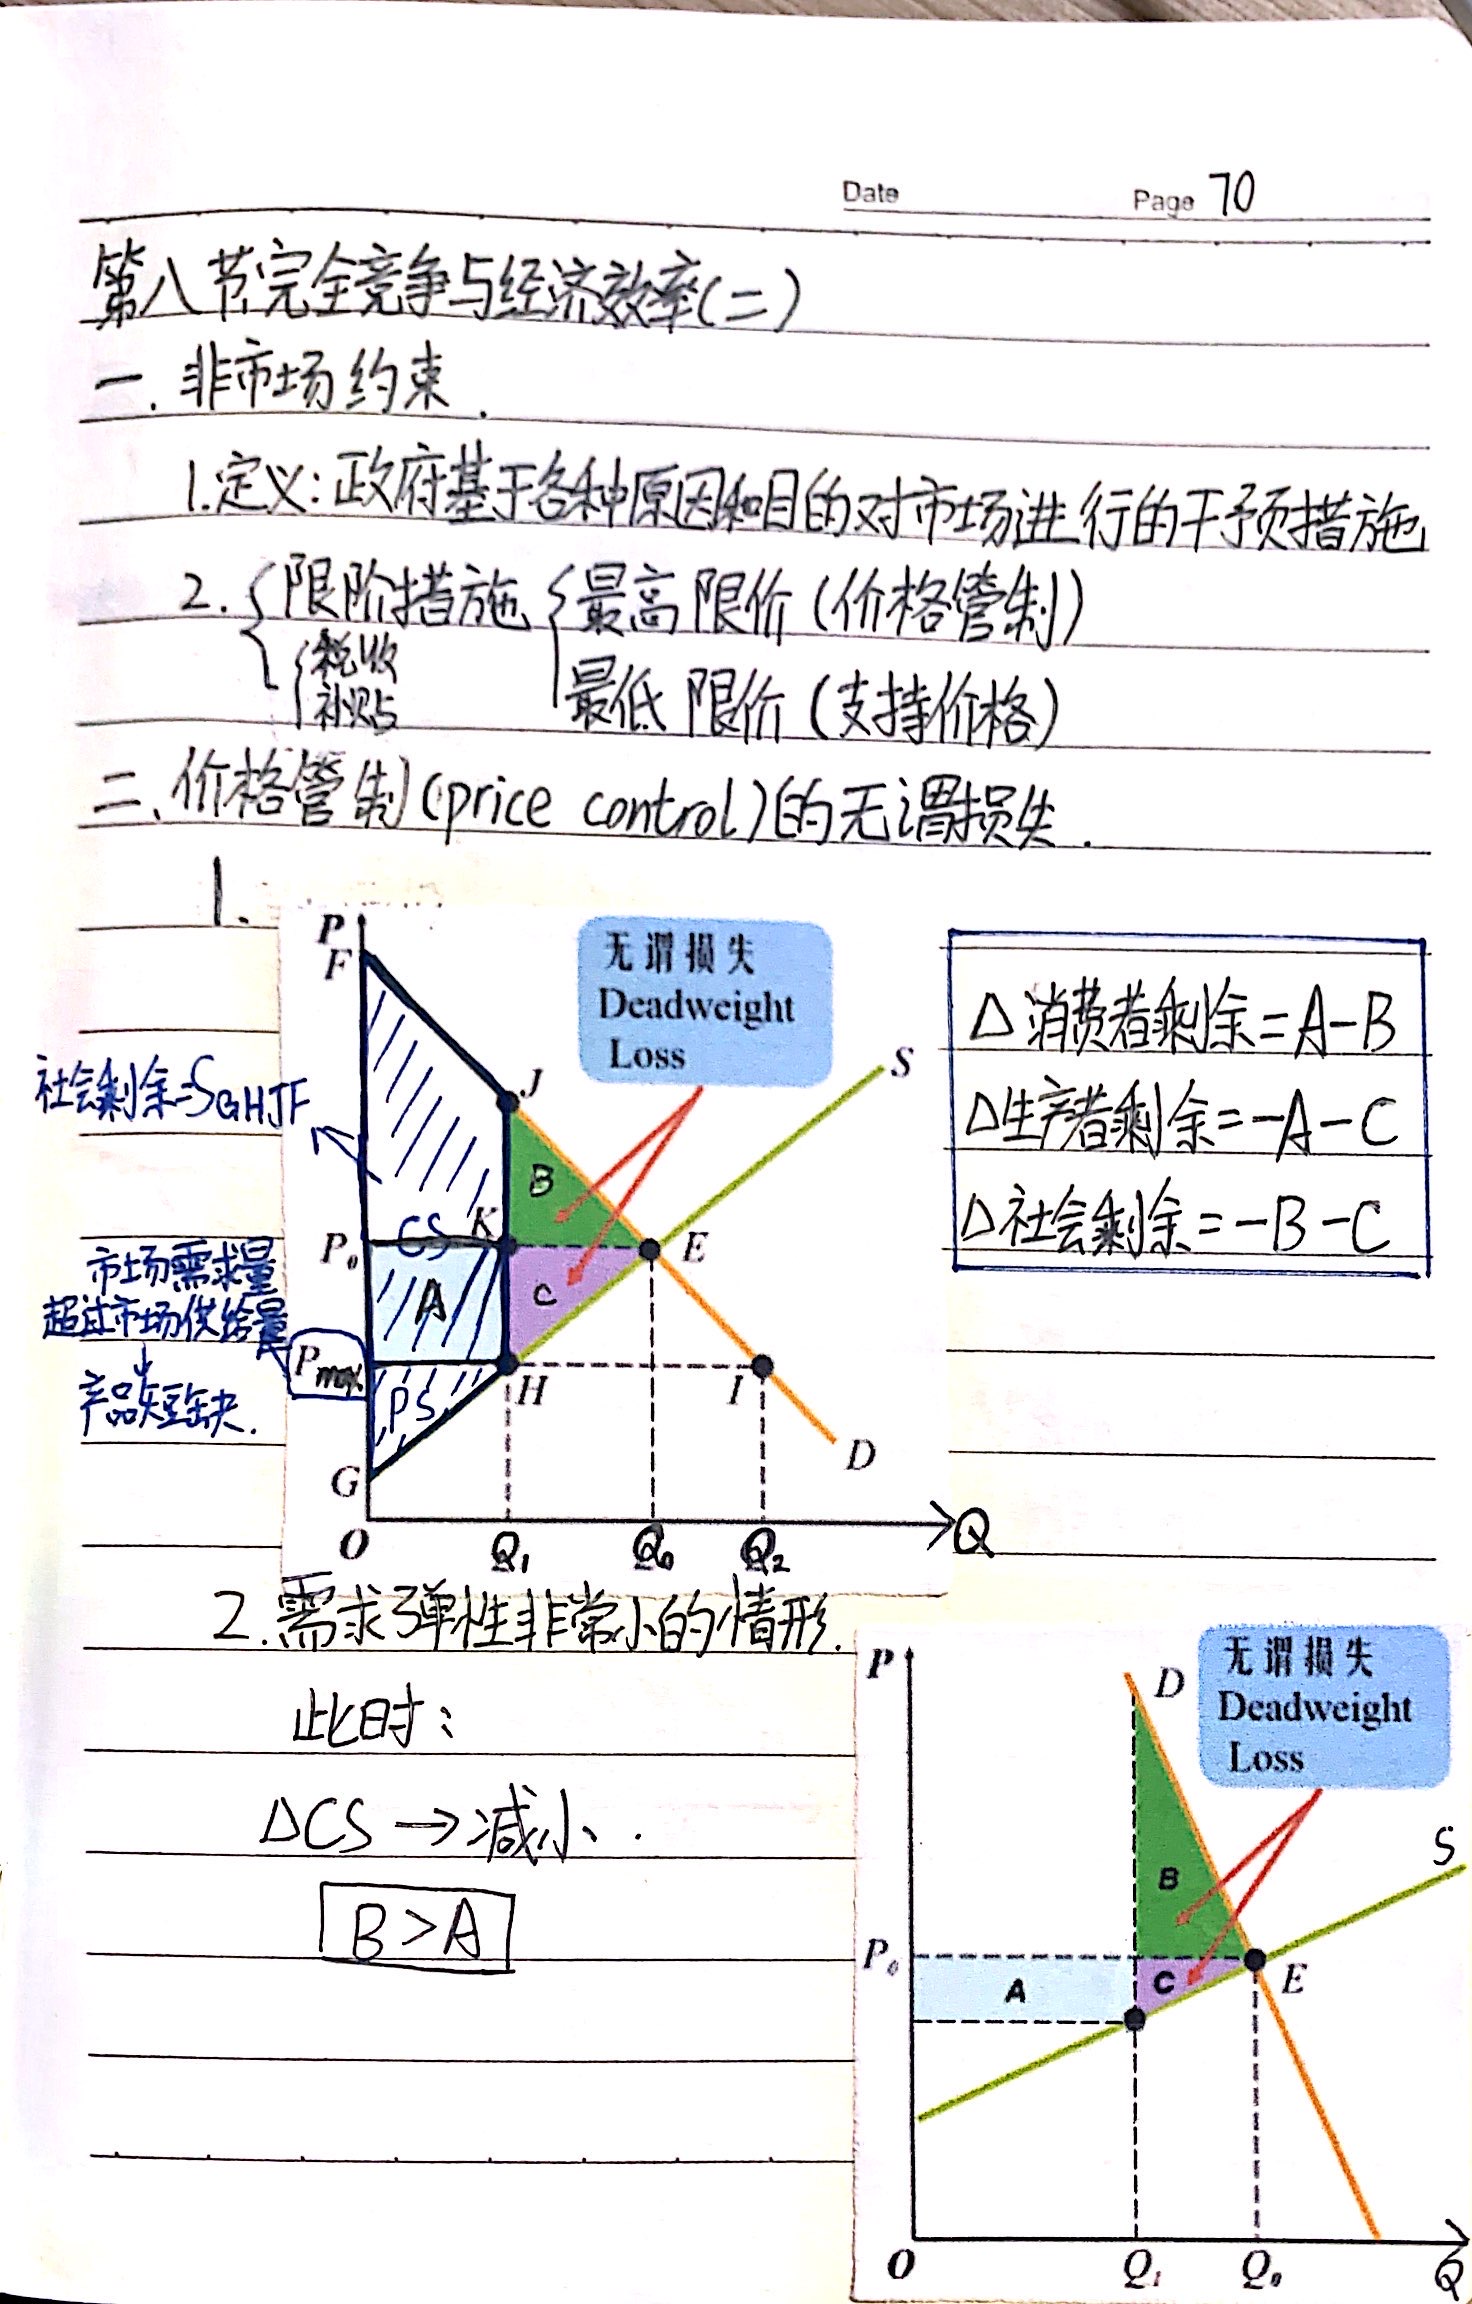 Date Page 70
第八节完全竞争与经济效率(二)
一. 非市场约束.
1.定义:政府基于各种原因和目的对市场进行的干预措施
2. { 限阶措施 { 最高限价(价格管制)
{ 税收
补贴
最低限价(支持价格)
二、价格管制(price control)的无谓损失.
1.
P
F
无谓损失
Deadweight
Loss
S
J
社会剩余=SGHJF
B
CS K
P₀
E
A
C
市场需求量
超过市场供给量
↓
产品短缺.
Pmax
PS
H
I
D
G
O Q₁ Q₀ Q₂ Q
△消费者剩余=A-B
△生产者剩余=-A-C
△社会剩余=-B-C
2.需求弹性非常小的情形.
此时:
△CS→减小.
B>A
P
D
无谓损失
Deadweight
Loss
S
B
P₀
A
C
E
O Q₁ Q₀ Q